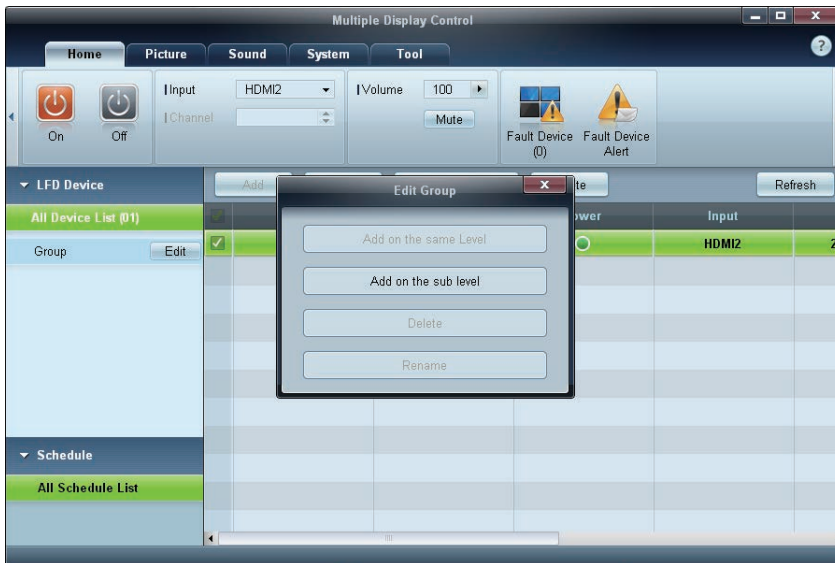 Multiple Display Control
Home Picture Sound System Tool
Input HDMI2 Volume 100
Channel Mute
On Off Fault Device (0) Fault Device Alert
LFD Device Add te Refresh
All Device List (01) ower Input
Group Edit HDMI2 2
Edit Group
Add on the same Level
Add on the sub level
Delete
Rename
Schedule
All Schedule List